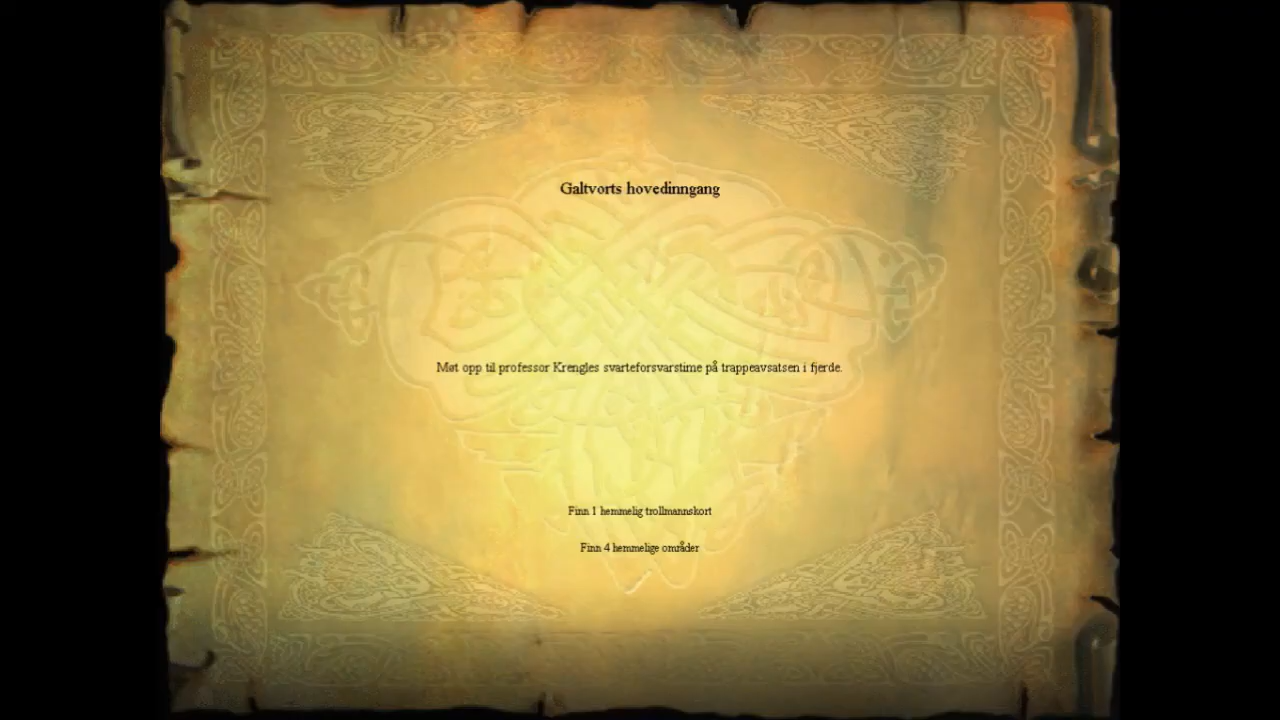 Galtvorts hovedinngang
Møt opp til professor Krengles svarteforsvarstime på trappeavsatsen i fjerde.
Finn 1 hemmelig trollmannskort
Finn 4 hemmelige områder